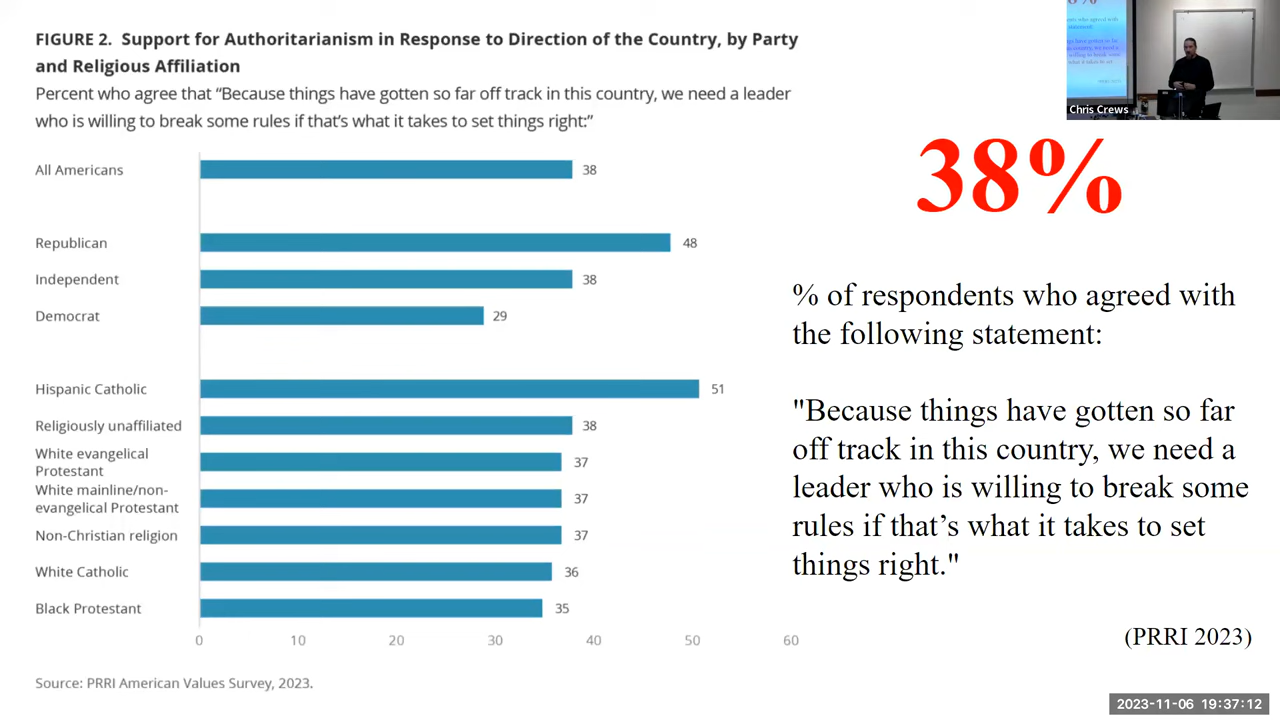 FIGURE 2. Support for Authoritarianism in Response to Direction of the Country, by Party
and Religious Affiliation
Percent who agree that “Because things have gotten so far off track in this country, we need a leader
who is willing to break some rules if that’s what it takes to set things right:”
All Americans 38
Republican 48
Independent 38
Democrat 29
Hispanic Catholic 51
Religiously unaffiliated 38
White evangelical
Protestant 37
White mainline/non-
evangelical Protestant 37
Non-Christian religion 37
White Catholic 36
Black Protestant 35
0 10 20 30 40 50 60
Source: PRRI American Values Survey, 2023.
Chris Crews
38%
% of respondents who agreed with
the following statement:
"Because things have gotten so far
off track in this country, we need a
leader who is willing to break some
rules if that’s what it takes to set
things right."
(PRRI 2023)
2023-11-06 19:37:12